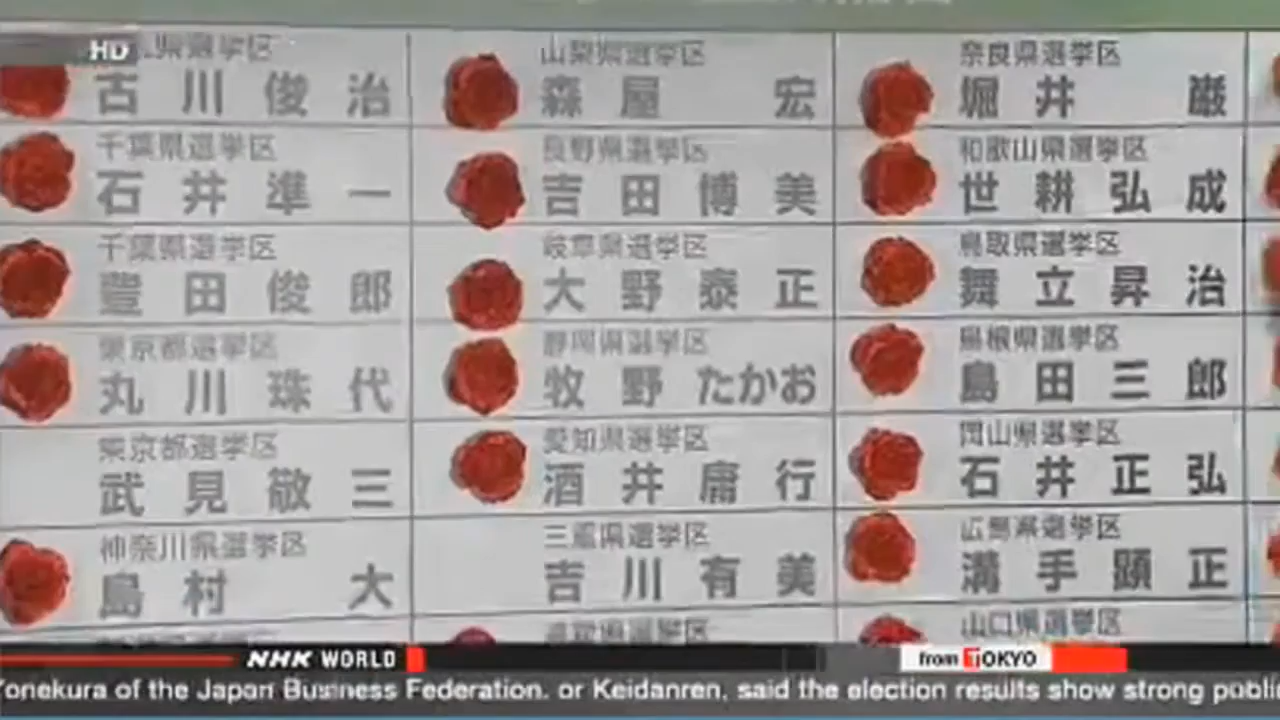 HD
県選挙区
古川俊治
千葉県選挙区
石井準一
千葉県選挙区
豊田俊郎
東京都選挙区
丸川珠代
東京都選挙区
武見敬三
神奈川県選挙区
島村 大
山梨県選挙区
森屋 宏
長野県選挙区
吉田博美
岐阜県選挙区
大野泰正
静岡県選挙区
牧野たかお
愛知県選挙区
酒井庸行
三重県選挙区
吉川有美
奈良県選挙区
堀井 巌
和歌山県選挙区
世耕弘成
鳥取県選挙区
舞立昇治
島根県選挙区
島田三郎
岡山県選挙区
石井正弘
広島県選挙区
溝手顕正
山口県選挙区
NHK WORLD
from TOKYO
Yonekura of the Japan Business Federation, or Keidanren, said the election results show strong public